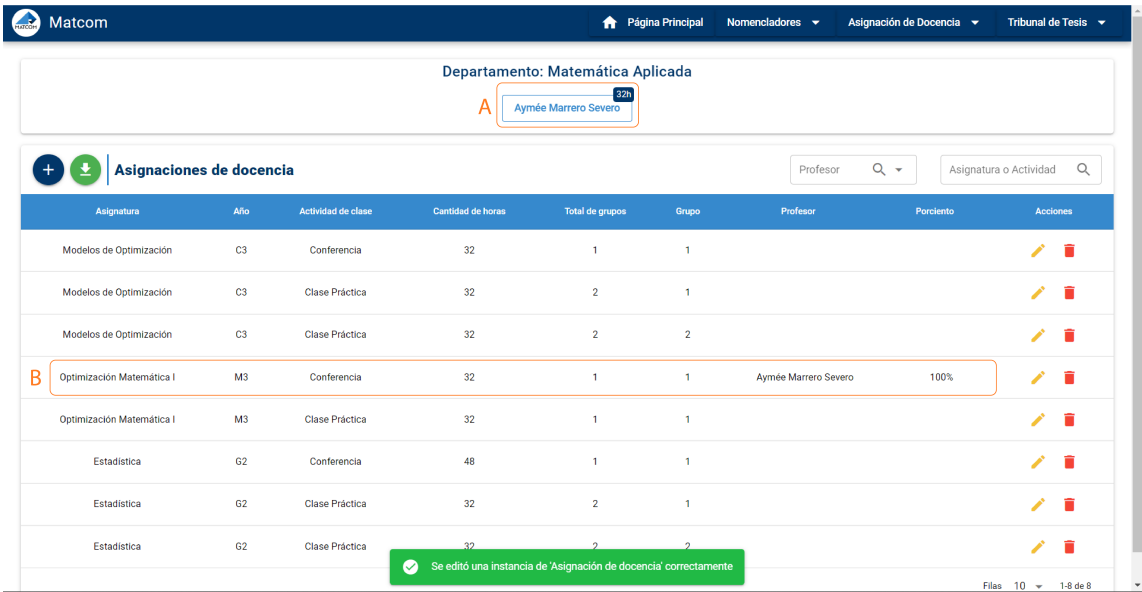 MATCOM Matcom Página Principal Nomencladores Asignación de Docencia Tribunal de Tesis
Departamento: Matemática Aplicada
32h
A Aymée Marrero Severo
+ Asignaciones de docencia Profesor Asignatura o Actividad
Asignatura Año Actividad de clase Cantidad de horas Total de grupos Grupo Profesor Porciento Acciones
Modelos de Optimización C3 Conferencia 32 1 1
Modelos de Optimización C3 Clase Práctica 32 2 1
Modelos de Optimización C3 Clase Práctica 32 2 2
B Optimización Matemática I M3 Conferencia 32 1 1 Aymée Marrero Severo 100%
Optimización Matemática I M3 Clase Práctica 32 1 1
Estadística G2 Conferencia 48 1 1
Estadística G2 Clase Práctica 32 2 1
Estadística G2 Clase Práctica 32 2 2
Se editó una instancia de 'Asignación de docencia' correctamente
Filas 10 1-8 de 8